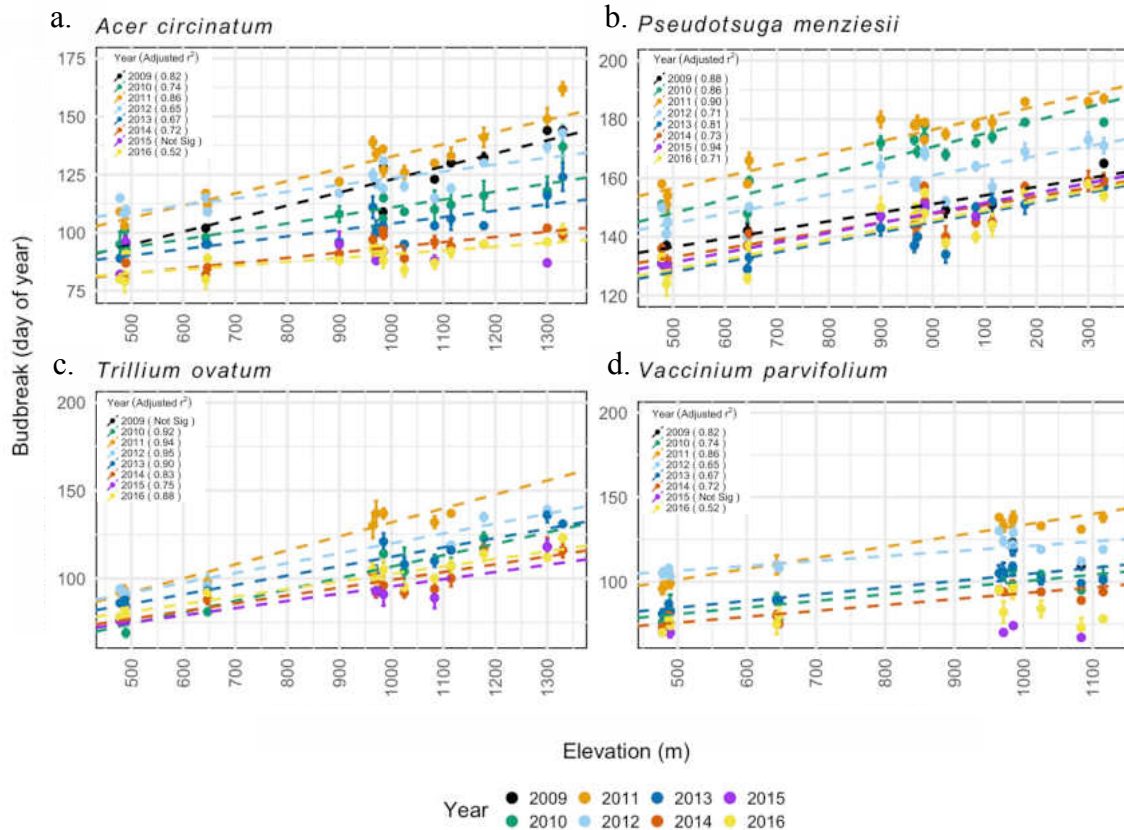 a. Acer circinatum
175
150
125
100
75
Year (Adjusted r²)
2009 ( 0.82 )
2010 ( 0.74 )
2011 ( 0.86 )
2012 ( 0.65 )
2013 ( 0.67 )
2014 ( 0.72 )
2015 (Not Sig )
2016 ( 0.52 )
500 600 700 800 900 1000 1100 1200 1300
b. Pseudotsuga menziesii
200
180
160
140
120
Year (Adjusted r²)
2009 ( 0.88 )
2010 ( 0.86 )
2011 ( 0.90 )
2012 ( 0.71 )
2013 ( 0.81 )
2014 ( 0.73 )
2015 ( 0.94 )
2016 ( 0.71 )
500 600 700 800 900 1000 1100 1200 1300
Budbreak (day of year)
c. Trillium ovatum
200
150
100
Year (Adjusted r²)
2009 ( Not Sig )
2010 ( 0.92 )
2011 ( 0.94 )
2012 ( 0.95 )
2013 ( 0.90 )
2014 ( 0.83 )
2015 ( 0.75 )
2016 ( 0.88 )
500 600 700 800 900 1000 1100 1200 1300
d. Vaccinium parvifolium
200
150
100
Year (Adjusted r²)
2009 ( 0.82 )
2010 ( 0.74 )
2011 ( 0.86 )
2012 ( 0.65 )
2013 ( 0.67 )
2014 ( 0.72 )
2015 (Not Sig )
2016 ( 0.52 )
500 600 700 800 900 1000 1100
Elevation (m)
Year 2009 2011 2013 2015
2010 2012 2014 2016